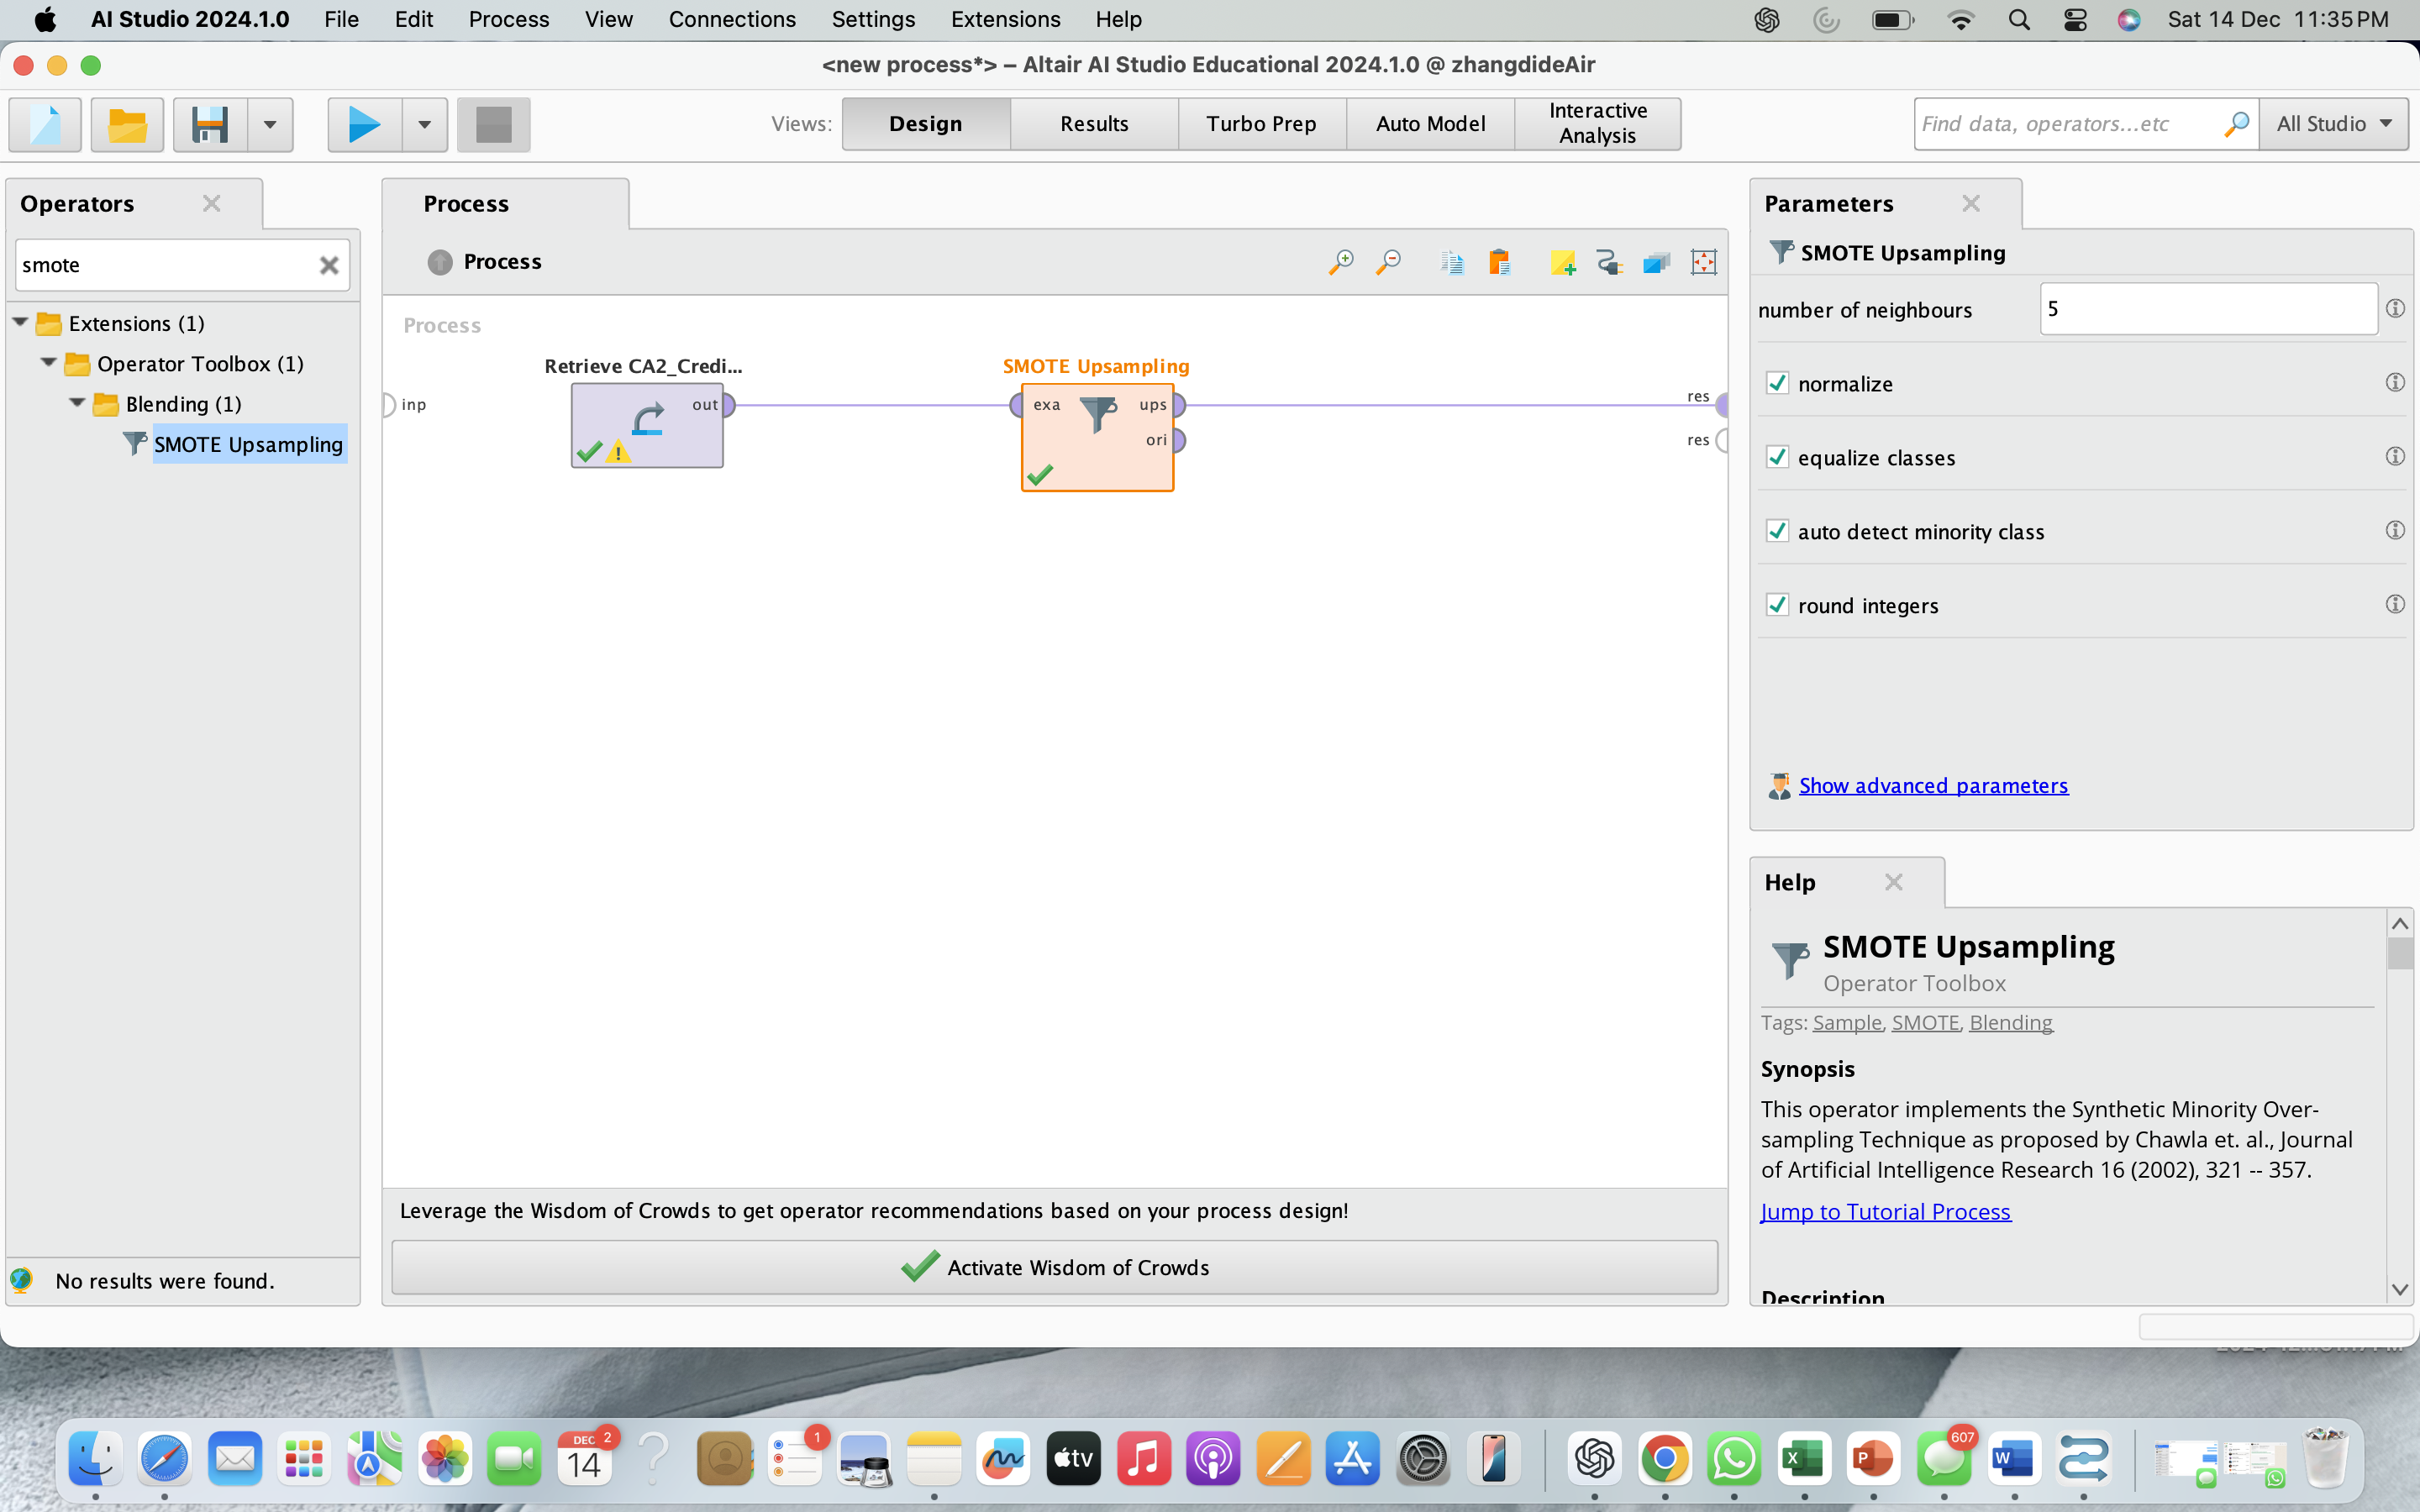 AI Studio 2024.1.0 File Edit Process View Connections Settings Extensions Help Sat 14 Dec 11:35 PM
<new process*> – Altair AI Studio Educational 2024.1.0 @ zhangdideAir
Views: Design Results Turbo Prep Auto Model Interactive Analysis Find data, operators...etc All Studio
Operators
smote
Extensions (1)
Operator Toolbox (1)
Blending (1)
SMOTE Upsampling
No results were found.
Process
Process
Process
Retrieve CA2_Credi...
SMOTE Upsampling
inp
out
exa
ups
ori
res
res
Leverage the Wisdom of Crowds to get operator recommendations based on your process design!
Activate Wisdom of Crowds
Parameters
SMOTE Upsampling
number of neighbours 5
normalize
equalize classes
auto detect minority class
round integers
Show advanced parameters
Help
SMOTE Upsampling
Operator Toolbox
Tags: Sample, SMOTE, Blending
Synopsis
This operator implements the Synthetic Minority Over-
sampling Technique as proposed by Chawla et. al., Journal
of Artificial Intelligence Research 16 (2002), 321 -- 357.
Jump to Tutorial Process
Description
DEC 2
14
1
tv
607
X
P
W